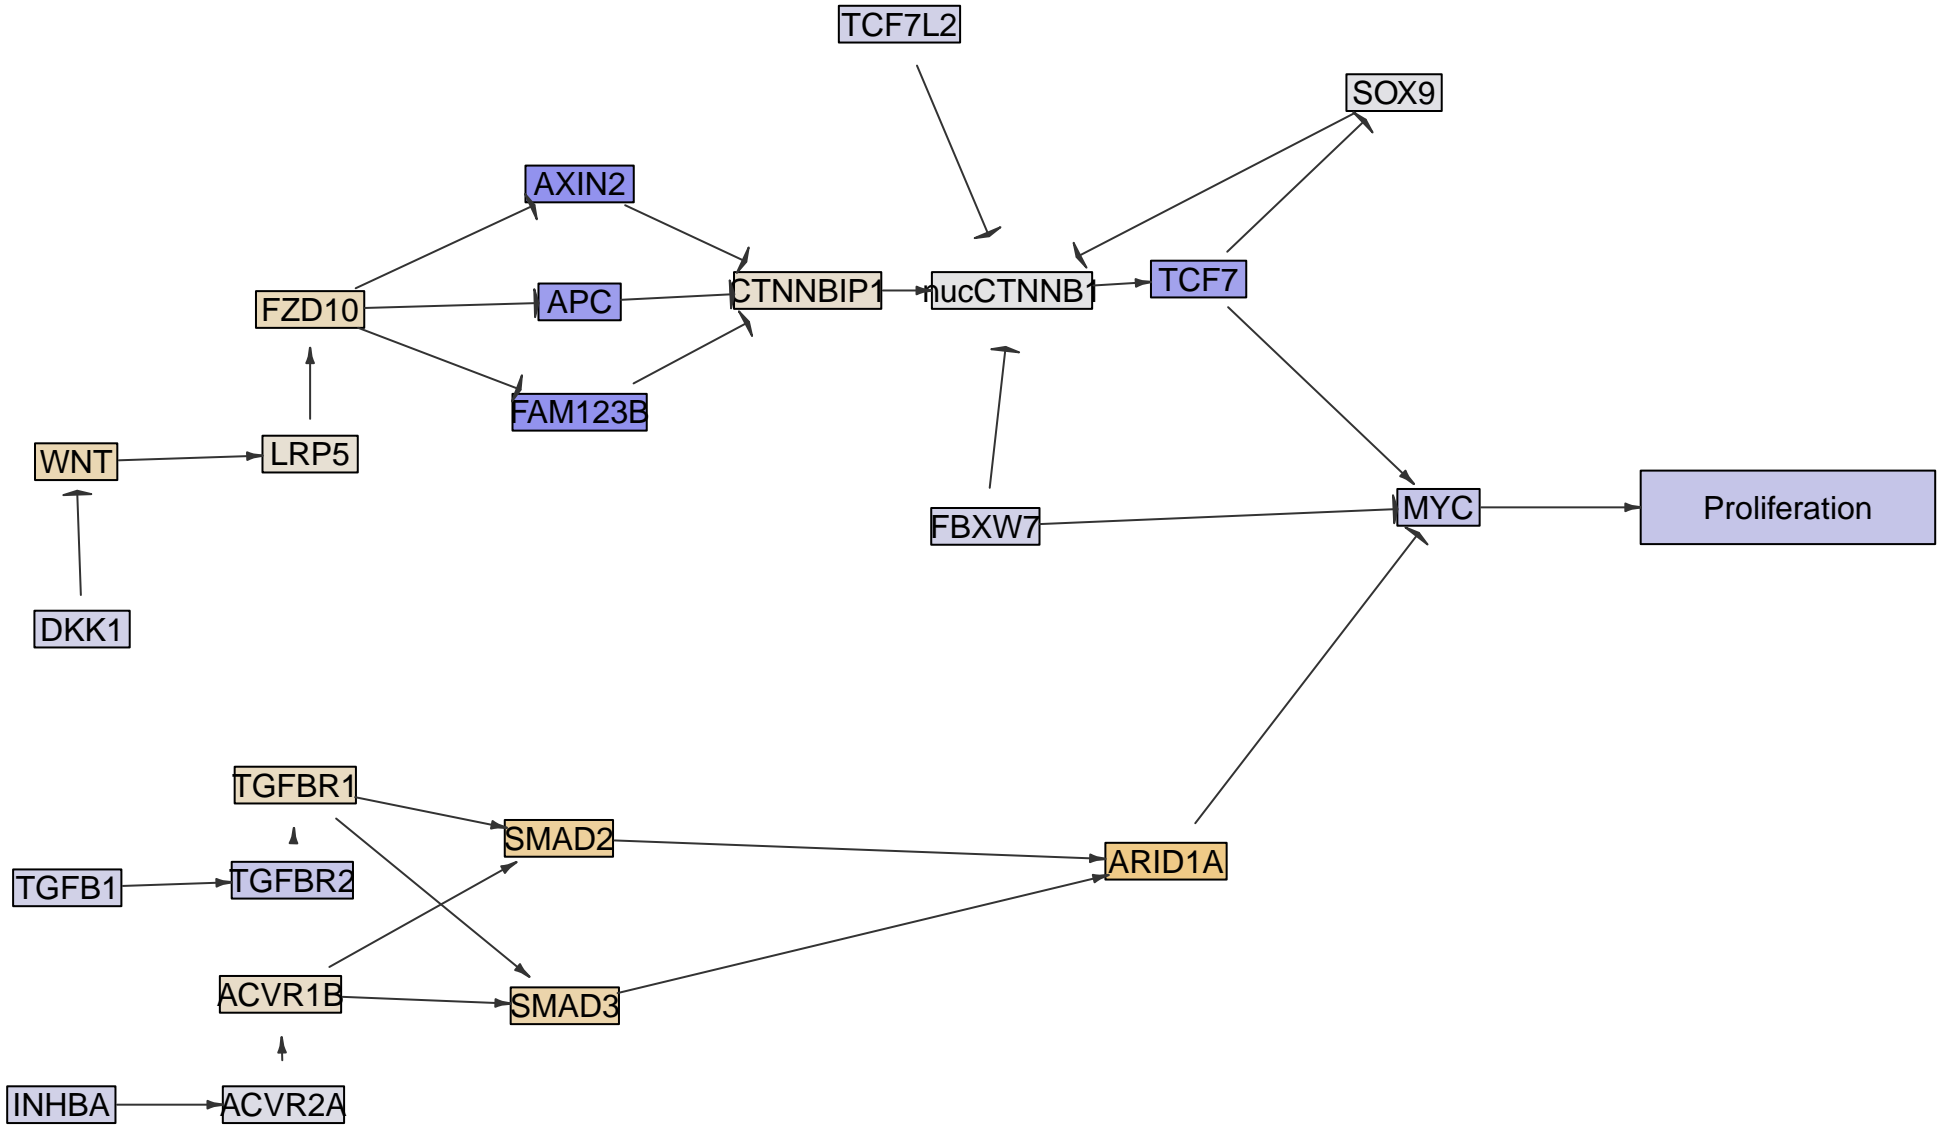 TCF7L2
SOX9
AXIN2
CTNNBIP1
nucCTNNB1
TCF7
FZD10
APC
FAM123B
WNT
LRP5
FBXW7
MYC
Proliferation
DKK1
TGFBR1
SMAD2
ARID1A
TGFB1
TGFBR2
ACVR1B
SMAD3
INHBA
ACVR2A